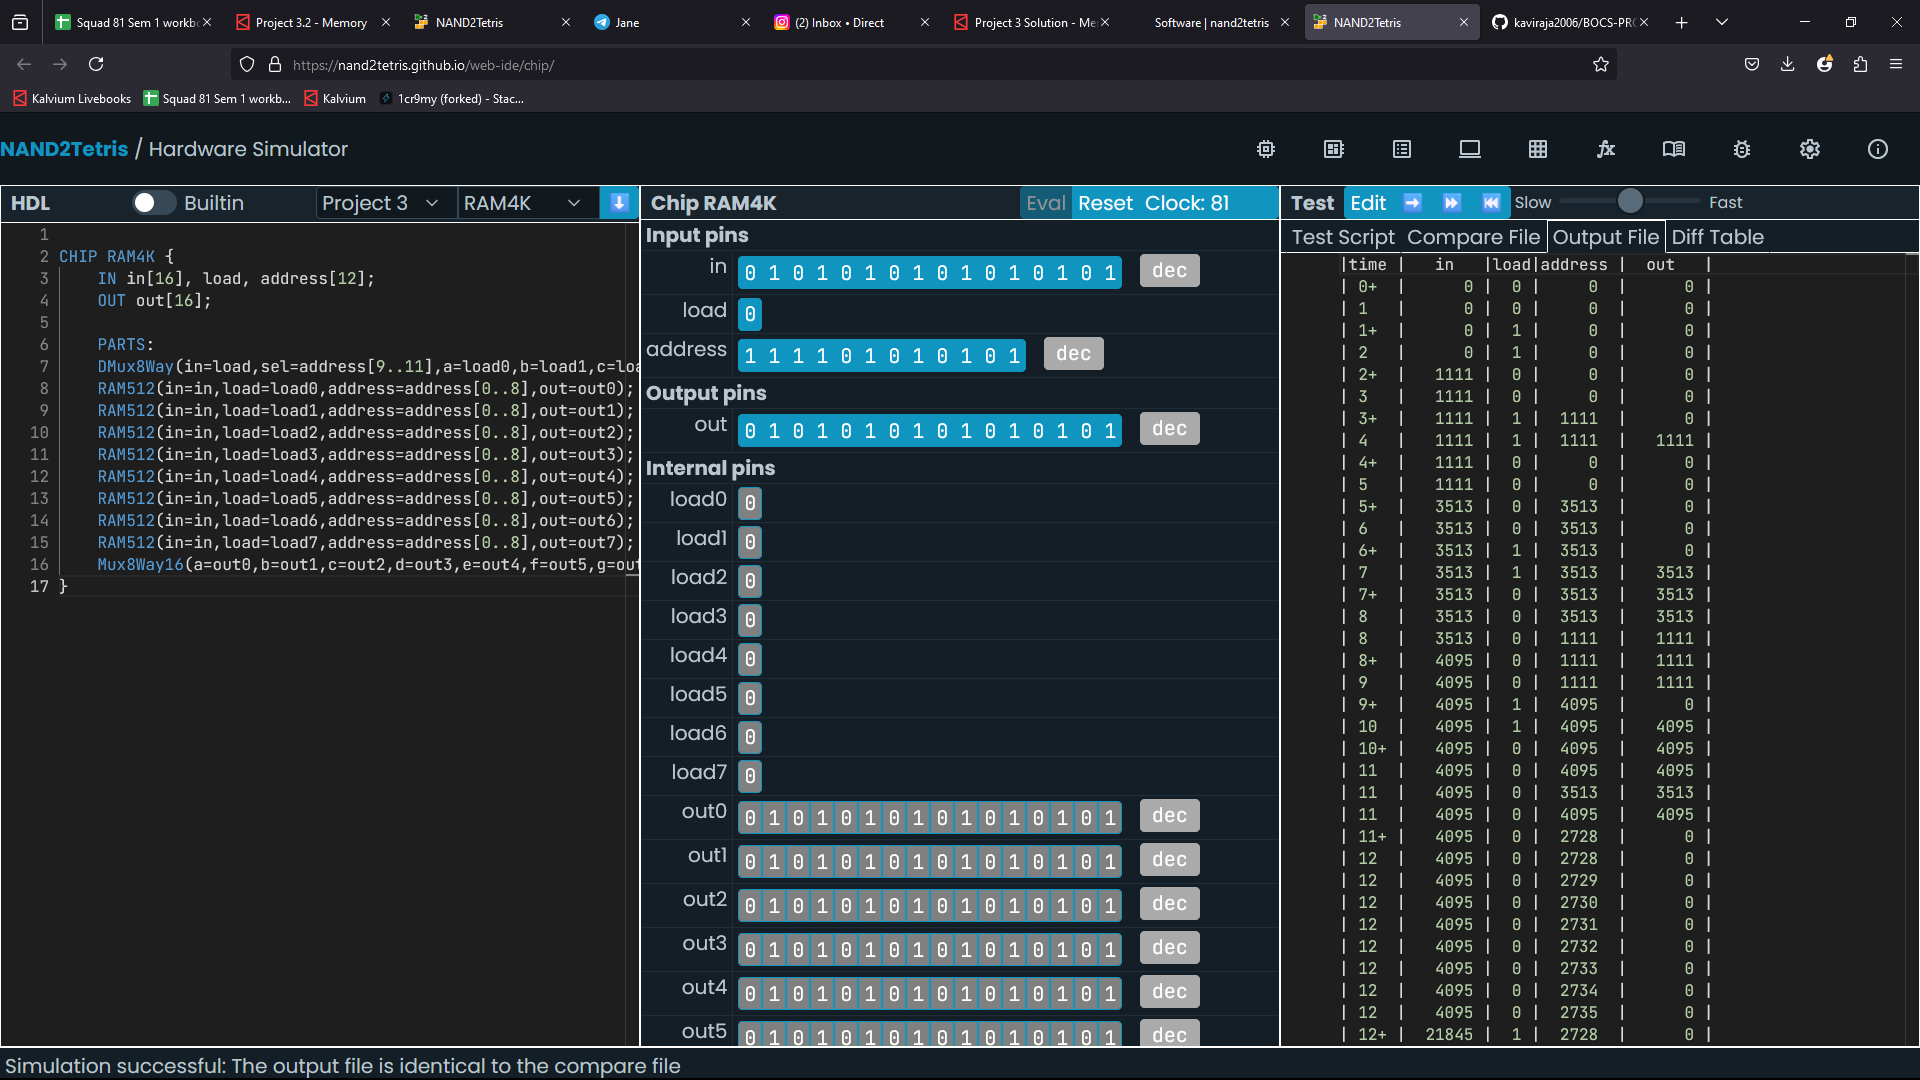 Squad 81 Sem 1 workb
Project 3.2 - Memory
NAND2Tetris
Jane
(2) Inbox • Direct
Project 3 Solution - Me
Software | nand2tetris
NAND2Tetris
kaviraja2006/BOCS-PRO
https://nand2tetris.github.io/web-ide/chip/
Kalvium Livebooks
Squad 81 Sem 1 workb...
Kalvium
1cr9my (forked) - Stac...
NAND2Tetris / Hardware Simulator
HDL Builtin Project 3 RAM4K
1
2 CHIP RAM4K {
3 IN in[16], load, address[12];
4 OUT out[16];
5
6 PARTS:
7 DMux8Way(in=load,sel=address[9..11],a=load0,b=load1,c=loa
8 RAM512(in=in,load=load0,address=address[0..8],out=out0);
9 RAM512(in=in,load=load1,address=address[0..8],out=out1);
10 RAM512(in=in,load=load2,address=address[0..8],out=out2);
11 RAM512(in=in,load=load3,address=address[0..8],out=out3);
12 RAM512(in=in,load=load4,address=address[0..8],out=out4);
13 RAM512(in=in,load=load5,address=address[0..8],out=out5);
14 RAM512(in=in,load=load6,address=address[0..8],out=out6);
15 RAM512(in=in,load=load7,address=address[0..8],out=out7);
16 Mux8Way16(a=out0,b=out1,c=out2,d=out3,e=out4,f=out5,g=out
17 }
Chip RAM4K Eval Reset Clock: 81
Input pins
in 0 1 0 1 0 1 0 1 0 1 0 1 0 1 0 1 dec
load 0
address 1 1 1 1 0 1 0 1 0 1 0 1 dec
Output pins
out 0 1 0 1 0 1 0 1 0 1 0 1 0 1 0 1 dec
Internal pins
load0 0
load1 0
load2 0
load3 0
load4 0
load5 0
load6 0
load7 0
out0 0 1 0 1 0 1 0 1 0 1 0 1 0 1 0 1 dec
out1 0 1 0 1 0 1 0 1 0 1 0 1 0 1 0 1 dec
out2 0 1 0 1 0 1 0 1 0 1 0 1 0 1 0 1 dec
out3 0 1 0 1 0 1 0 1 0 1 0 1 0 1 0 1 dec
out4 0 1 0 1 0 1 0 1 0 1 0 1 0 1 0 1 dec
out5 0 1 0 1 0 1 0 1 0 1 0 1 0 1 0 1 dec
Test Edit Slow Fast
Test Script Compare File Output File Diff Table
|time | in |load|address | out |
| 0+ | 0 | 0 | 0 | 0 |
| 1 | 0 | 0 | 0 | 0 |
| 1+ | 0 | 1 | 0 | 0 |
| 2 | 0 | 1 | 0 | 0 |
| 2+ | 1111 | 0 | 0 | 0 |
| 3 | 1111 | 0 | 0 | 0 |
| 3+ | 1111 | 1 | 1111 | 0 |
| 4 | 1111 | 1 | 1111 | 1111 |
| 4+ | 1111 | 0 | 0 | 0 |
| 5 | 1111 | 0 | 0 | 0 |
| 5+ | 3513 | 0 | 3513 | 0 |
| 6 | 3513 | 0 | 3513 | 0 |
| 6+ | 3513 | 1 | 3513 | 0 |
| 7 | 3513 | 1 | 3513 | 3513 |
| 7+ | 3513 | 0 | 3513 | 3513 |
| 8 | 3513 | 0 | 3513 | 3513 |
| 8 | 3513 | 0 | 1111 | 1111 |
| 8+ | 4095 | 0 | 1111 | 1111 |
| 9 | 4095 | 0 | 1111 | 1111 |
| 9+ | 4095 | 1 | 4095 | 0 |
| 10 | 4095 | 1 | 4095 | 4095 |
| 10+ | 4095 | 0 | 4095 | 4095 |
| 11 | 4095 | 0 | 4095 | 4095 |
| 11 | 4095 | 0 | 3513 | 3513 |
| 11 | 4095 | 0 | 4095 | 4095 |
| 11+ | 4095 | 0 | 2728 | 0 |
| 12 | 4095 | 0 | 2728 | 0 |
| 12 | 4095 | 0 | 2729 | 0 |
| 12 | 4095 | 0 | 2730 | 0 |
| 12 | 4095 | 0 | 2731 | 0 |
| 12 | 4095 | 0 | 2732 | 0 |
| 12 | 4095 | 0 | 2733 | 0 |
| 12 | 4095 | 0 | 2734 | 0 |
| 12 | 4095 | 0 | 2735 | 0 |
| 12+ | 21845 | 1 | 2728 | 0 |
Simulation successful: The output file is identical to the compare file